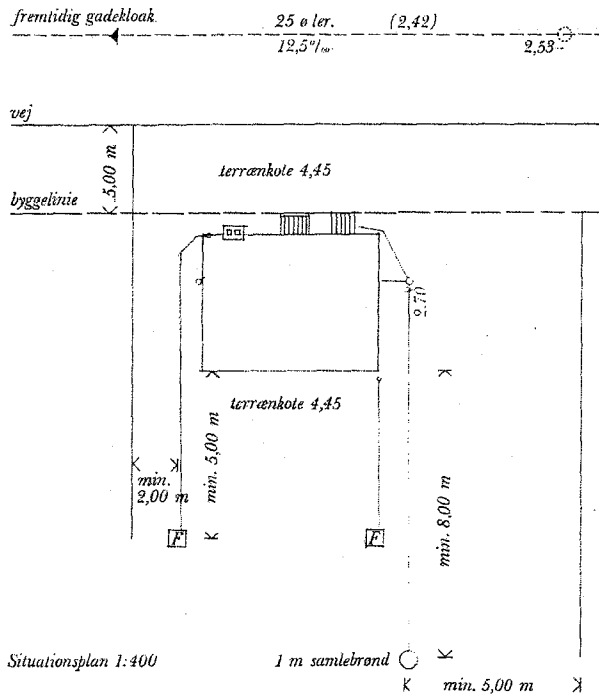 fremtidig gadekloak.
25 ø ler.
(2,42)
12,5 º/oo
2,53
vej
5,00 m
terrænkote 4,45
byggelinie
2,70
terrænkote 4,45
min. 5,00 m
min.
2,00 m
min. 8,00 m
F
F
Situationsplan 1:400
1 m samlebrønd
min. 5,00 m